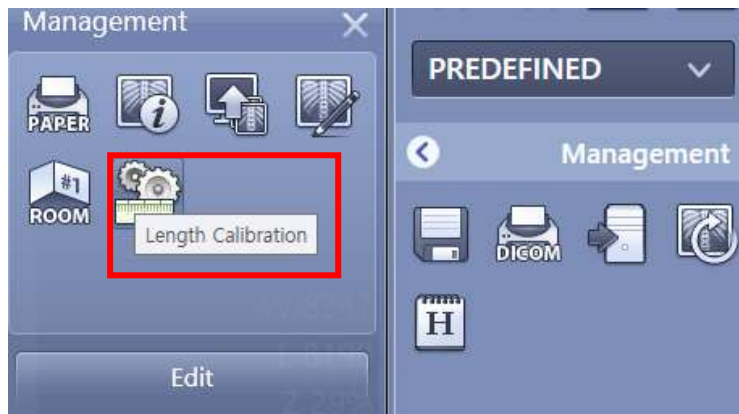 Management
PAPER
i
#1
ROOM
Length Calibration
Edit
PREDEFINED
Management
DICOM
H